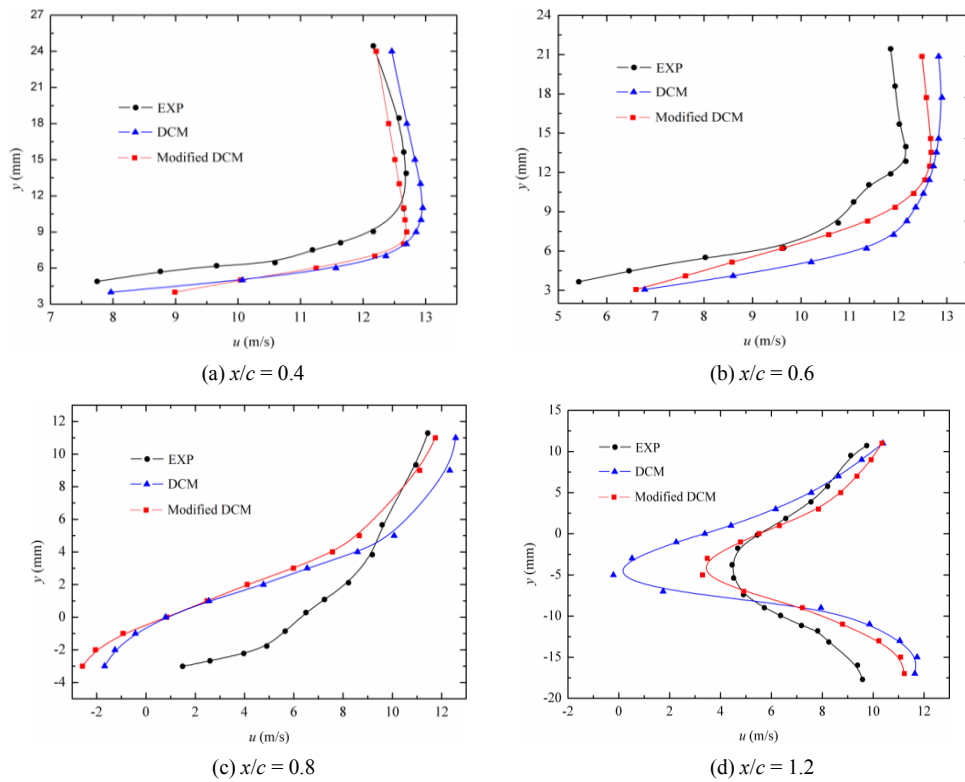 27
24
21
18
15
12
9
6
3
y (mm)
EXP
DCM
Modified DCM
7 8 9 10 11 12 13
u (m/s)
(a) x/c = 0.4
24
21
18
15
12
9
6
3
y (mm)
EXP
DCM
Modified DCM
5 6 7 8 9 10 11 12 13
u (m/s)
(b) x/c = 0.6
12
10
8
6
4
2
0
-2
-4
y (mm)
EXP
DCM
Modified DCM
-2 0 2 4 6 8 10 12
u (m/s)
(c) x/c = 0.8
15
10
5
0
-5
-10
-15
-20
y (mm)
EXP
DCM
Modified DCM
-2 0 2 4 6 8 10 12
u (m/s)
(d) x/c = 1.2